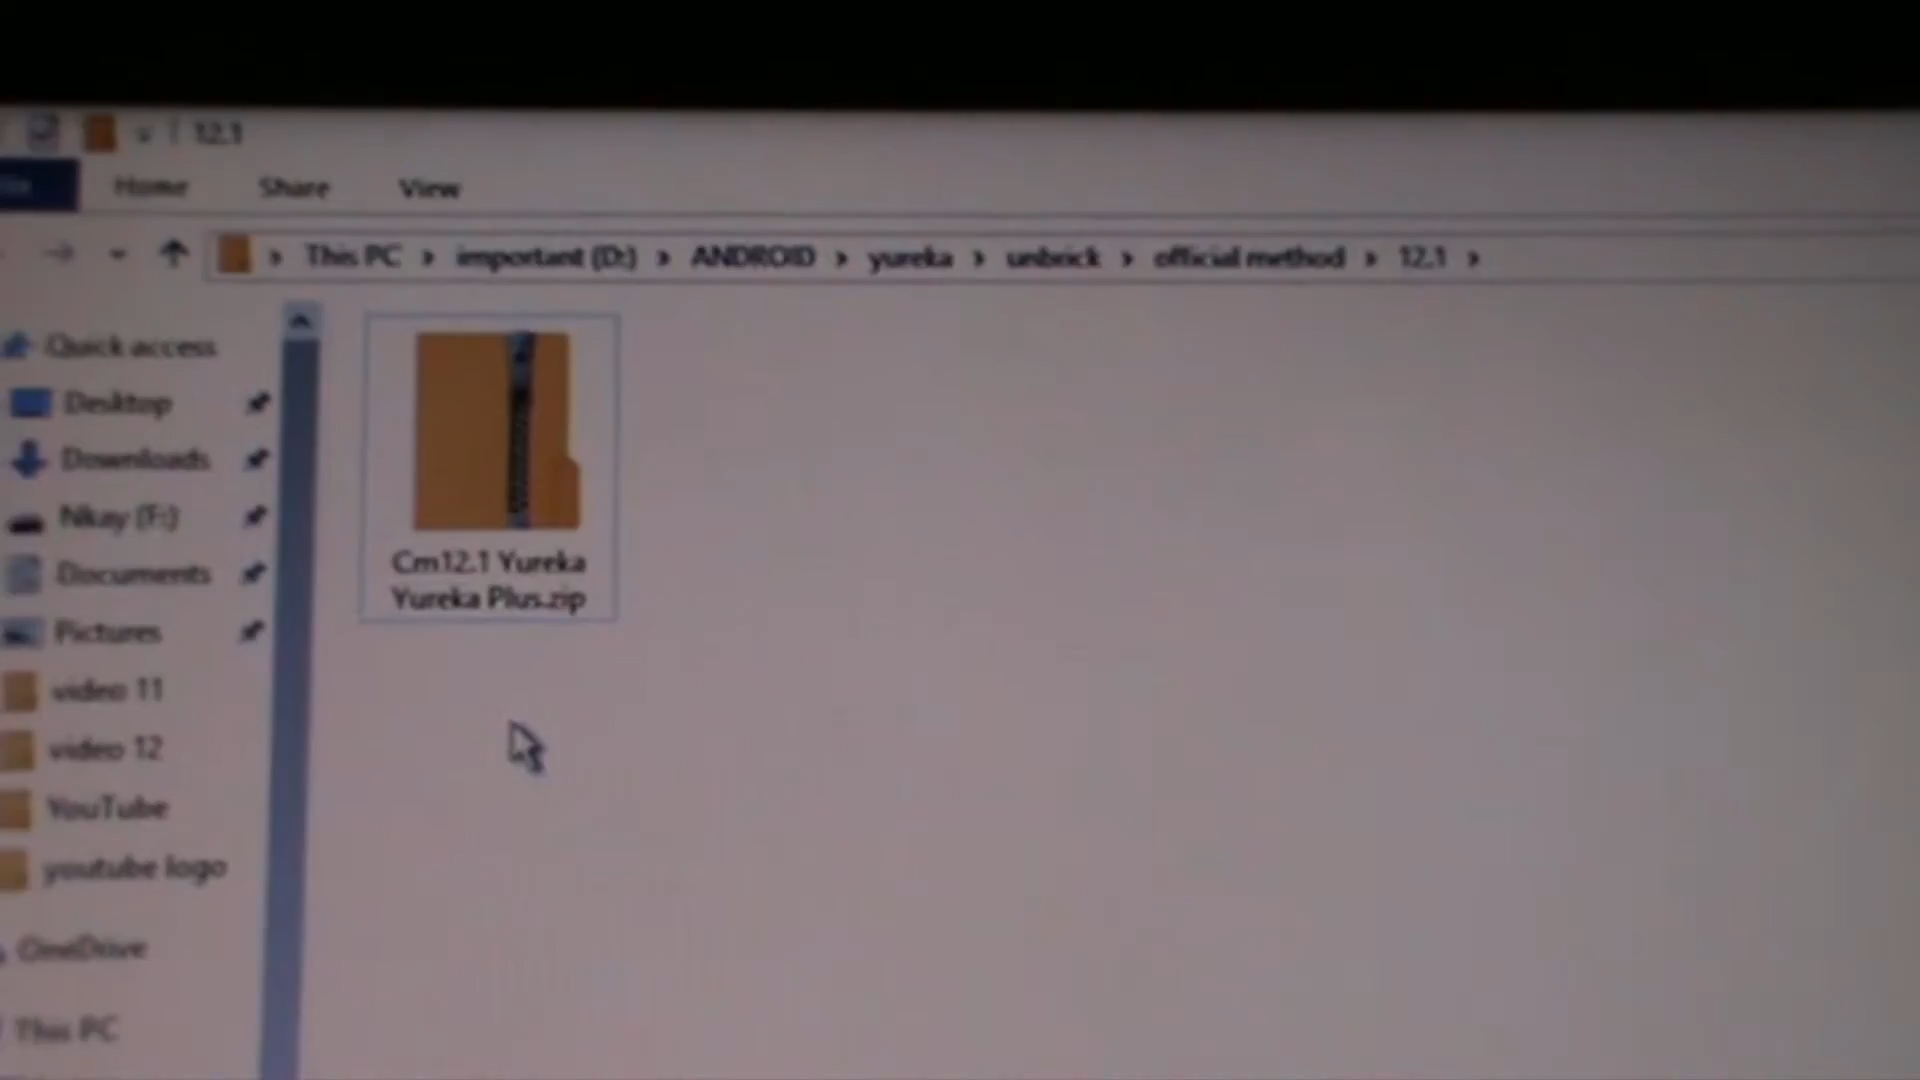 12.1
Home Share View
This PC > important (D:) > ANDROID > yureka > unbrick > official method > 12.1 >
Quick access
Desktop
Downloads
Nkay (F:)
Documents
Pictures
video 11
video 12
YouTube
youtube logo
OneDrive
This PC
Cm12.1 Yureka
Yureka Plus.zip